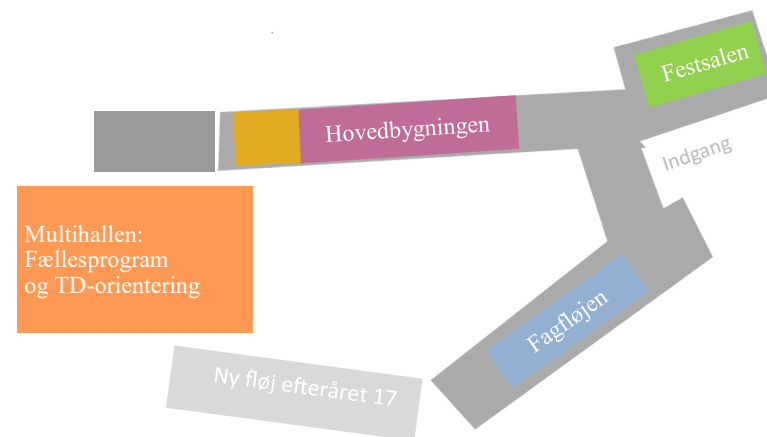 Festsalen
Hovedbygningen
Indgang
Multihallen:
Fællesprogram
og TD-orientering
Fagfløjen
Ny fløj efteråret 17